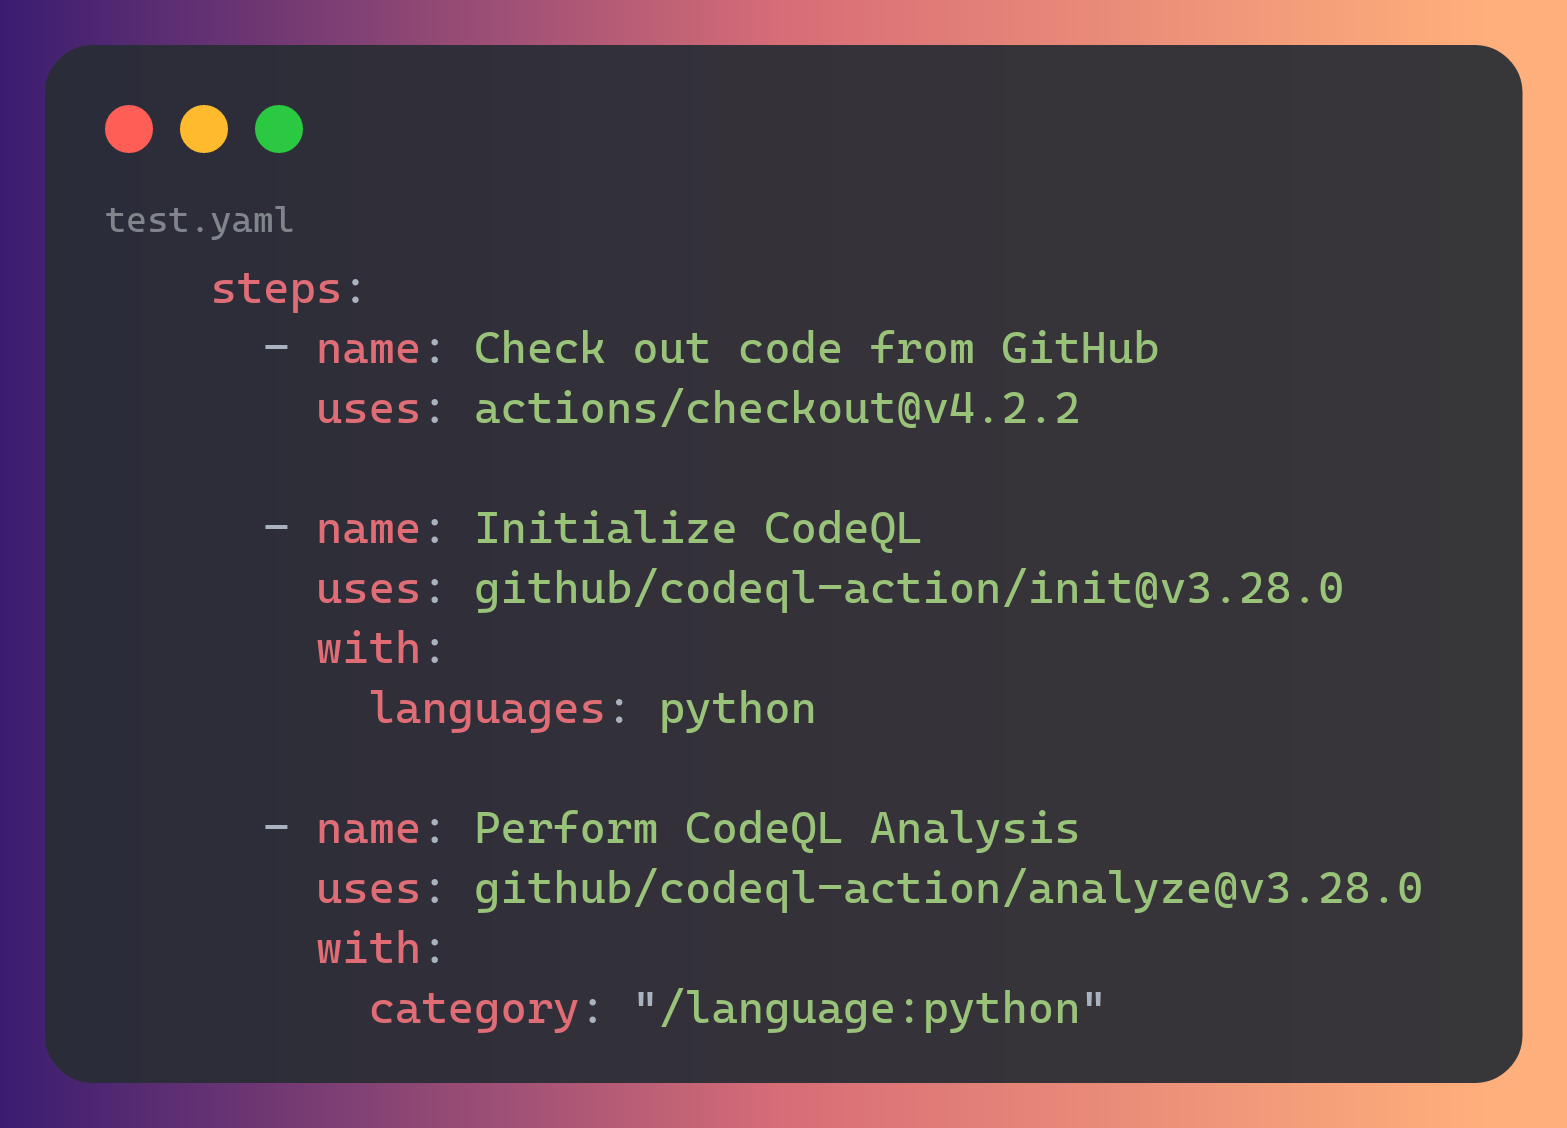 test.yaml
steps:
- name: Check out code from GitHub
uses: actions/checkout@v4.2.2
- name: Initialize CodeQL
uses: github/codeql-action/init@v3.28.0
with:
languages: python
- name: Perform CodeQL Analysis
uses: github/codeql-action/analyze@v3.28.0
with:
category: "/language:python"